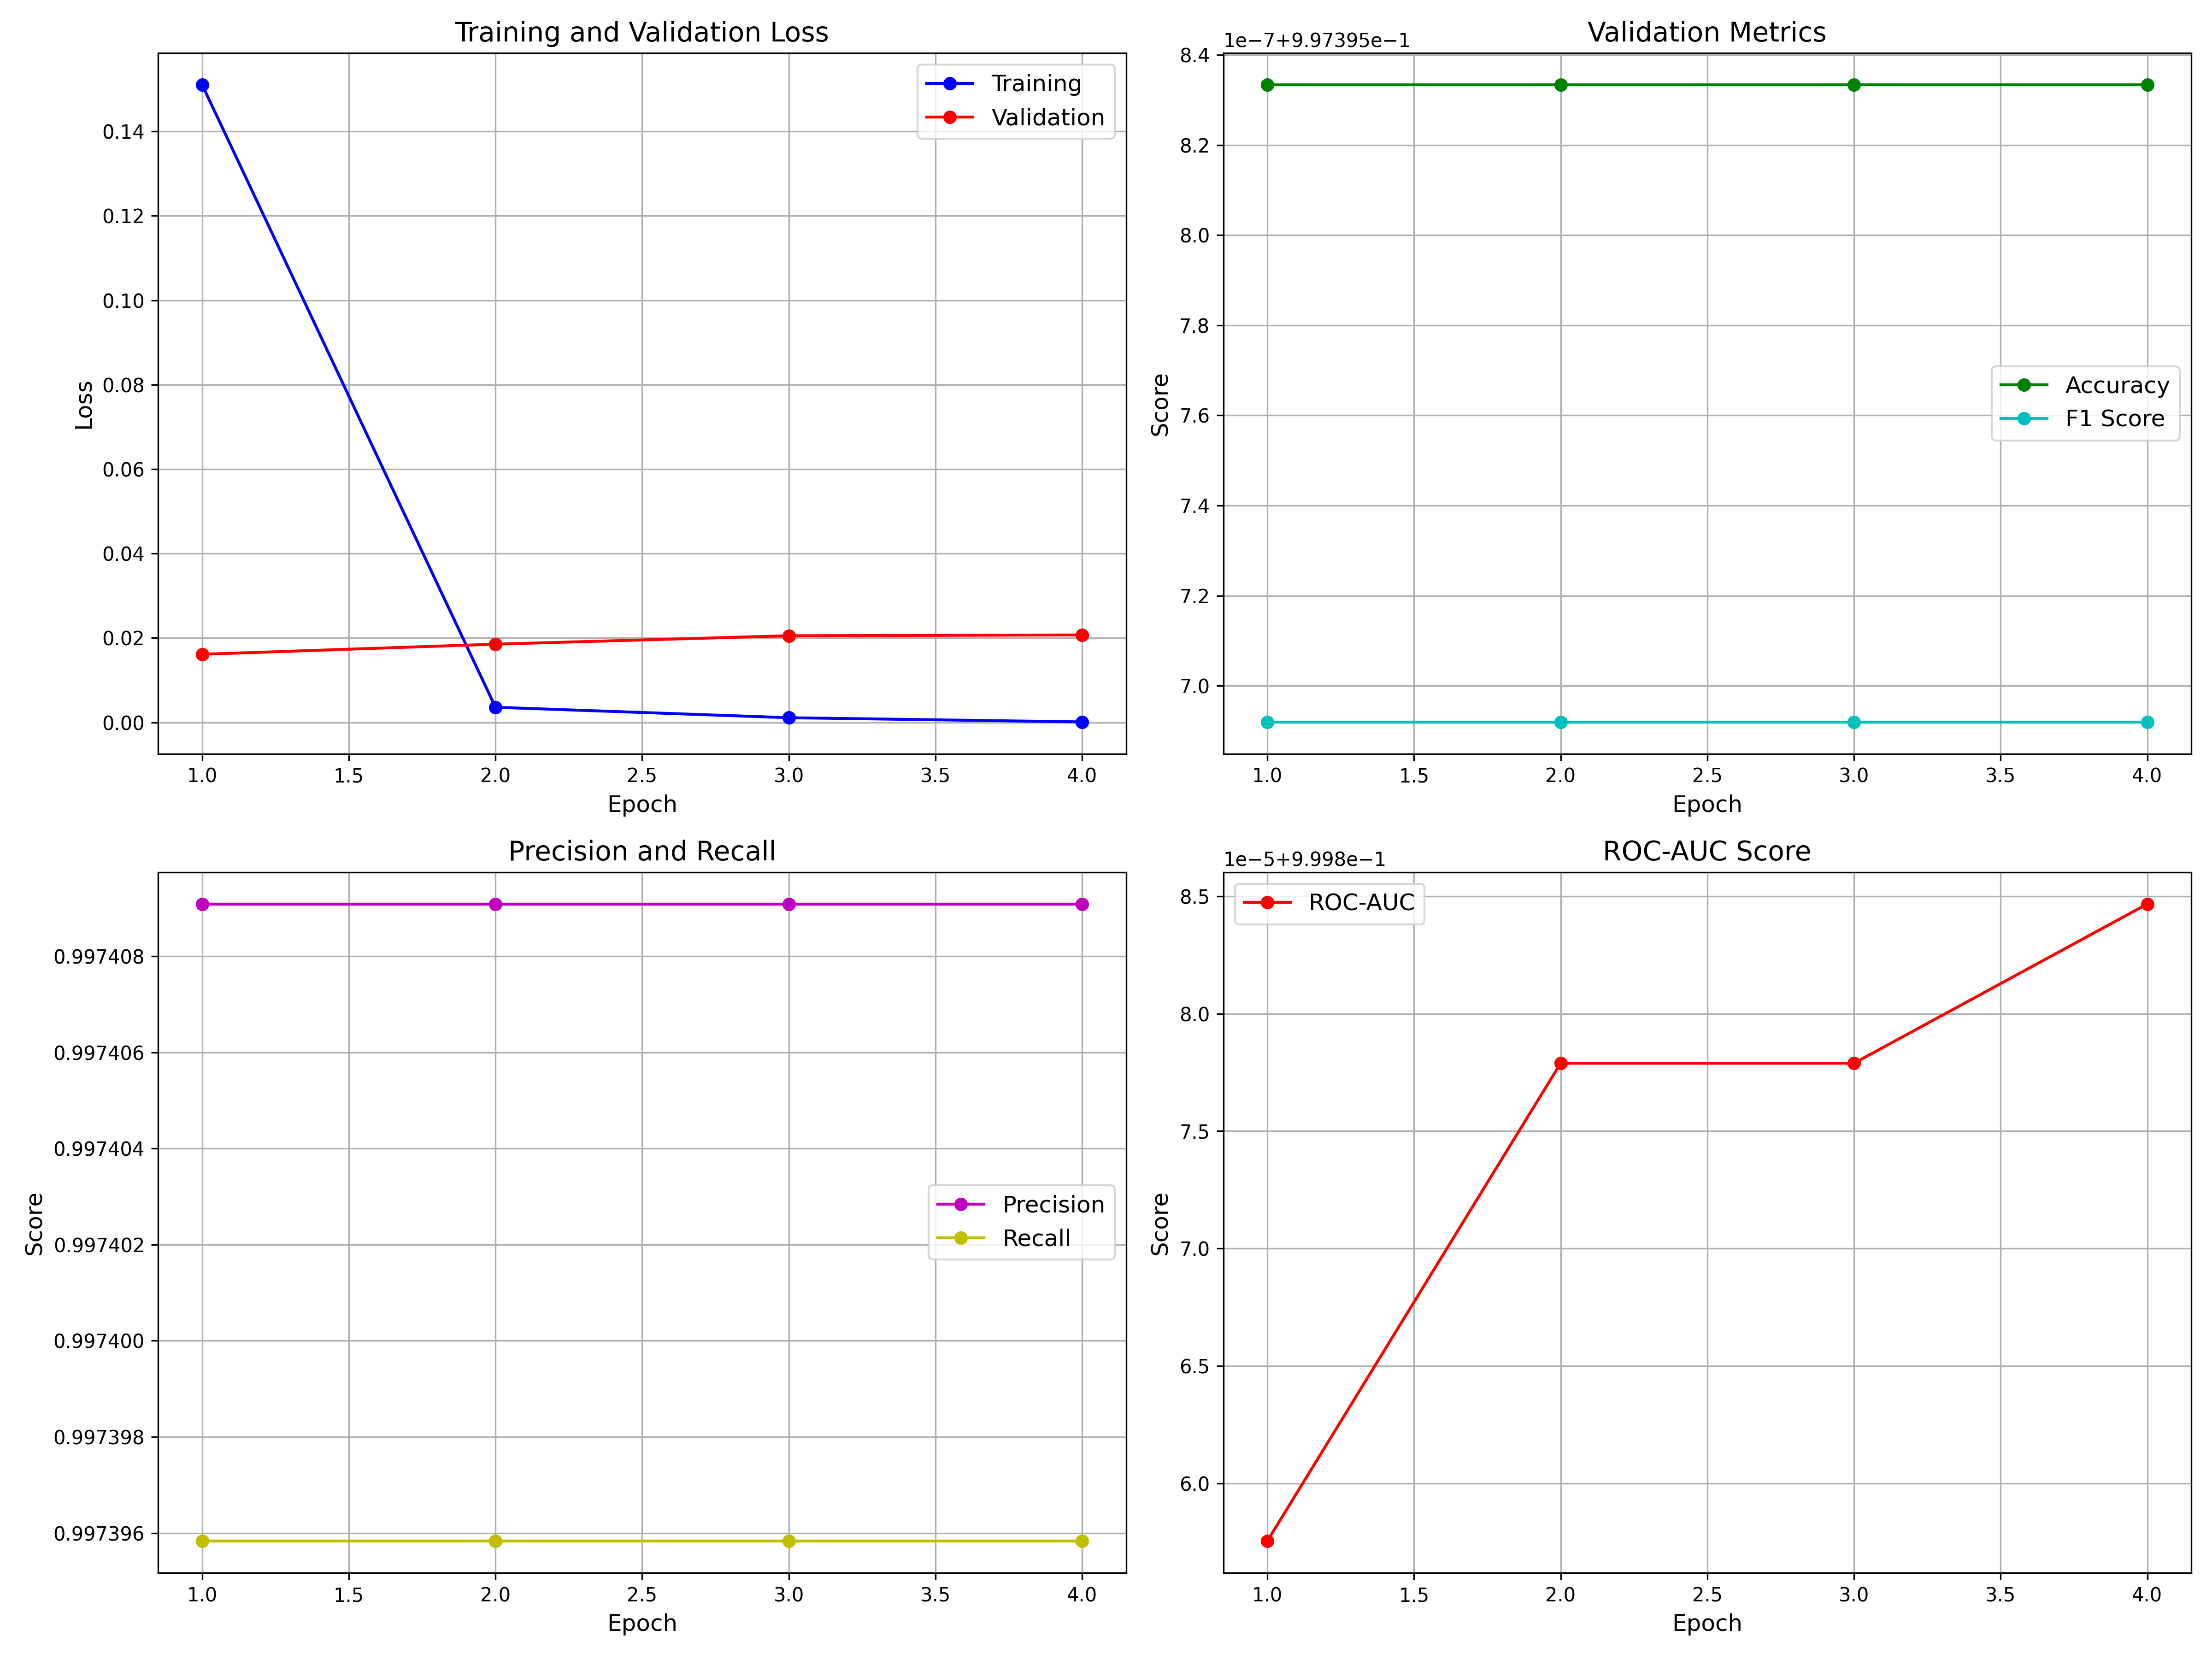 Training and Validation Loss
Training
Validation
0.14
0.12
0.10
0.08
0.06
0.04
0.02
0.00
Loss
1.0 1.5 2.0 2.5 3.0 3.5 4.0
Epoch
Validation Metrics
1e−7+9.97395e−1
8.4
8.2
8.0
7.8
7.6
7.4
7.2
7.0
Score
Accuracy
F1 Score
1.0 1.5 2.0 2.5 3.0 3.5 4.0
Epoch
Precision and Recall
0.997408
0.997406
0.997404
0.997402
0.997400
0.997398
0.997396
Score
Precision
Recall
1.0 1.5 2.0 2.5 3.0 3.5 4.0
Epoch
ROC-AUC Score
1e−5+9.998e−1
ROC-AUC
8.5
8.0
7.5
7.0
6.5
6.0
Score
1.0 1.5 2.0 2.5 3.0 3.5 4.0
Epoch